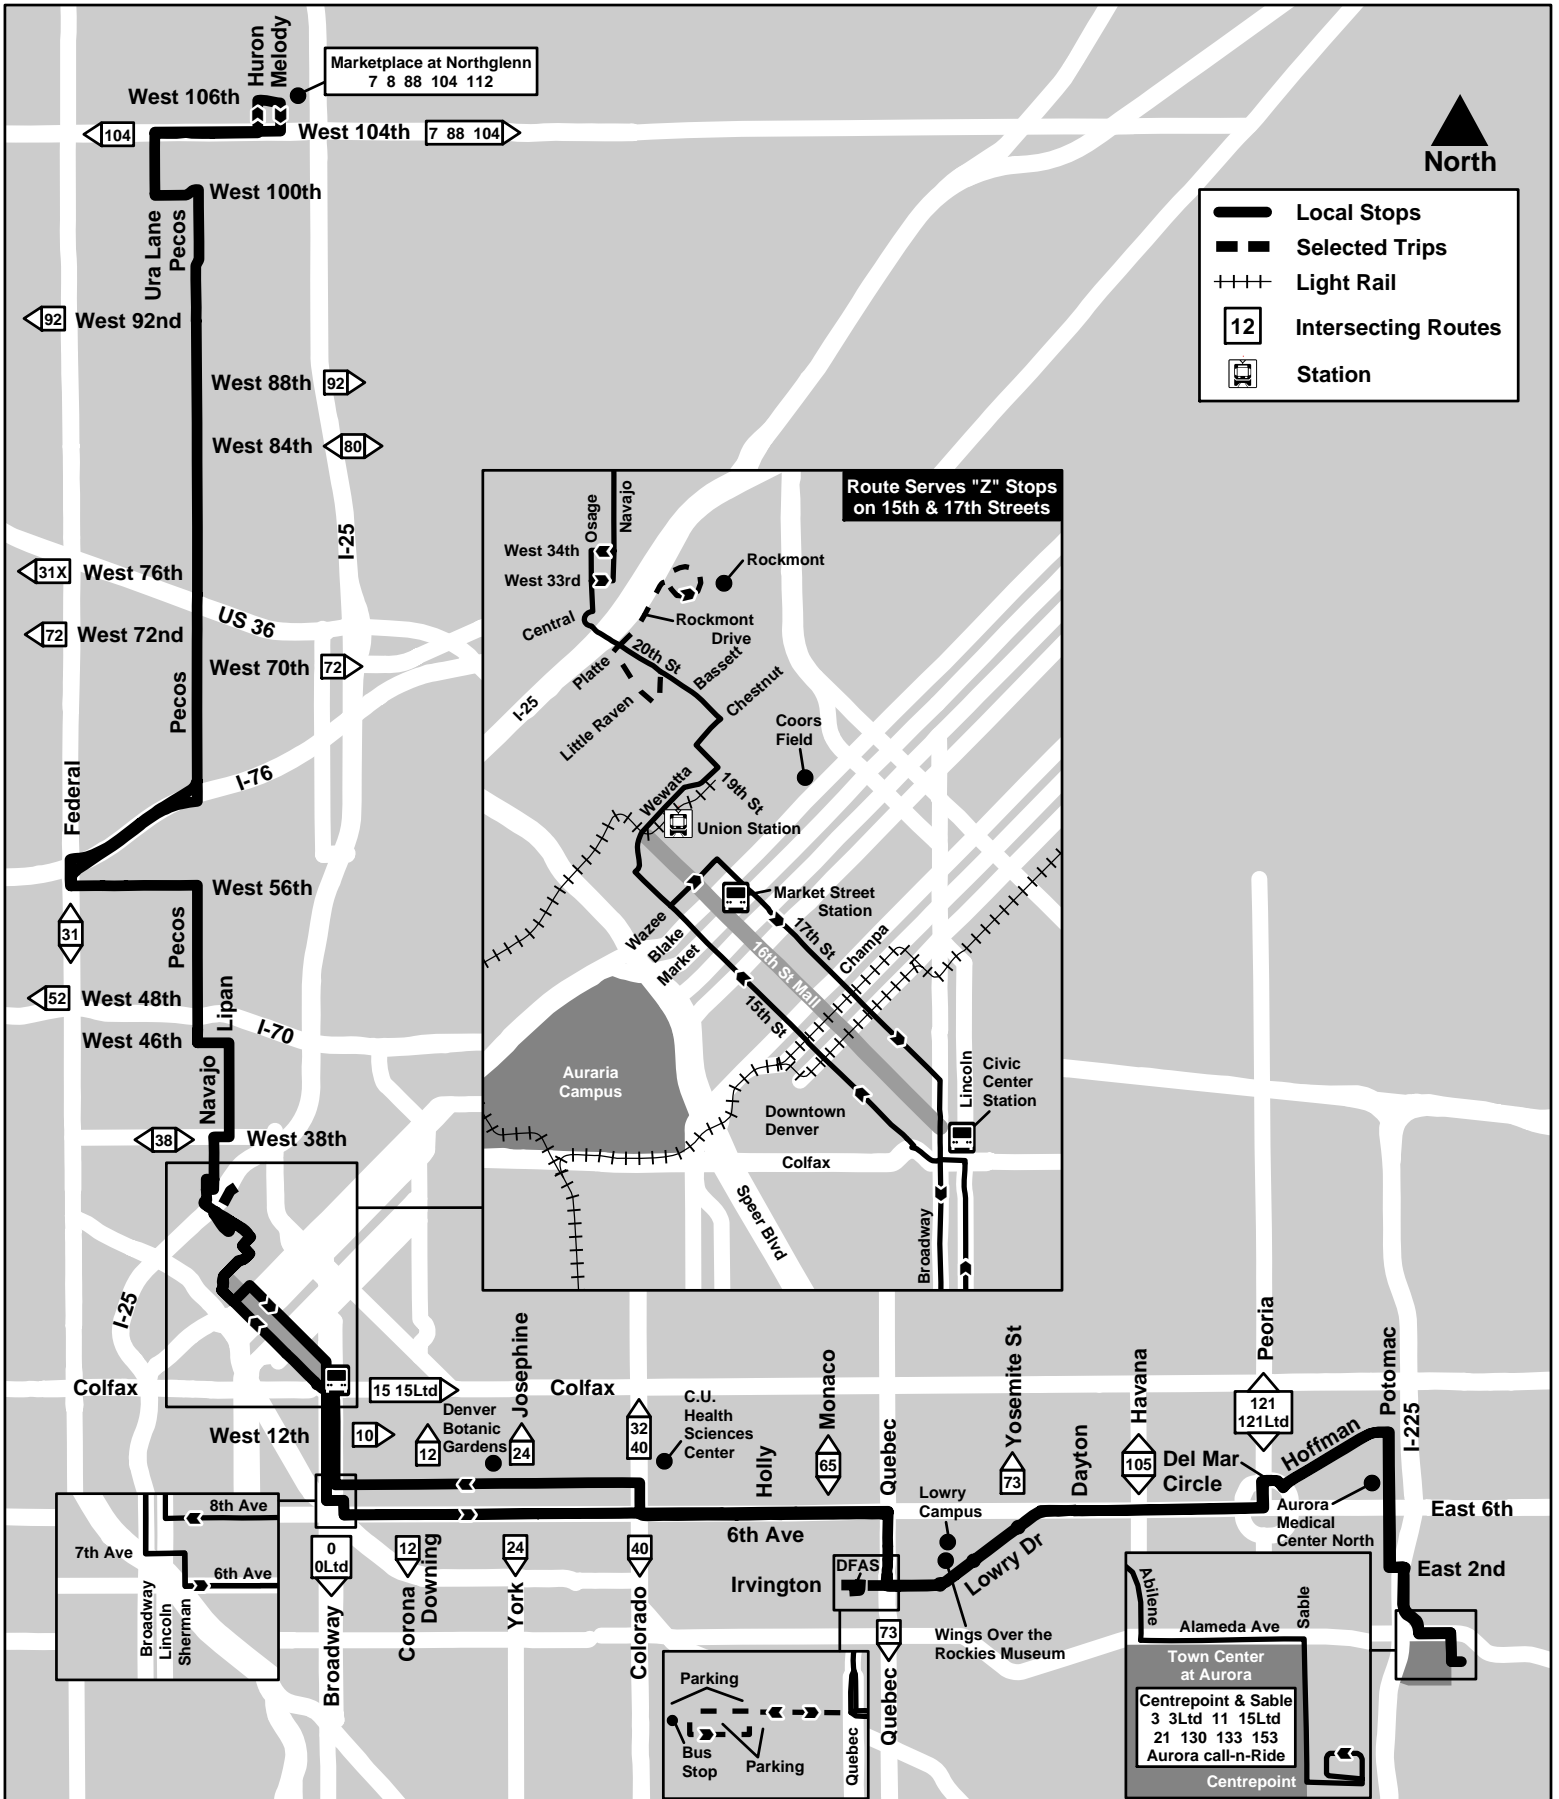 Huron
Melody
Marketplace at Northglenn
7 8 88 104 112
West 106th
104
West 104th
7 88 104
North
West 100th
Ura Lane
Pecos
Local Stops
Selected Trips
Light Rail
12
Intersecting Routes
Station
92
West 92nd
West 88th
92
West 84th
80
I-25
31X
West 76th
US 36
72
West 72nd
West 70th
72
Pecos
I-76
Federal
West 56th
31
Pecos
52
West 48th
Lipan
I-70
West 46th
Navajo
38
West 38th
Route Serves "Z" Stops
on 15th & 17th Streets
Osage
Navajo
West 34th
West 33rd
Rockmont
Central
Rockmont
Drive
20th St
Platte
Bassett
Chestnut
I-25
Little Raven
Coors
Field
Wewatta
19th St
Union Station
Market Street
Station
Wazee
Blake
Market
17th St
Champa
16th St Mall
15th St
Auraria
Campus
Lincoln
Civic
Center
Station
Downtown
Denver
Colfax
Speer Blvd
Broadway
I-25
Colfax
15 15Ltd
Colfax
West 12th
10
12
Denver
Botanic
Gardens
Josephine
24
32
40
C.U.
Health
Sciences
Center
Holly
Monaco
65
Quebec
Yosemite St
73
Dayton
Havana
105
Peoria
121
121Ltd
Del Mar
Circle
Hoffman
Potomac
I-225
Aurora
Medical
Center North
East 6th
East 2nd
Lowry
Campus
Lowry Dr
6th Ave
Irvington
DFAS
Wings Over the
Rockies Museum
73
Quebec
8th Ave
7th Ave
6th Ave
Broadway
Lincoln
Sherman
0
0Ltd
Broadway
12
Corona
Downing
24
York
40
Colorado
Parking
Bus
Stop
Parking
Quebec
Abilene
Sable
Alameda Ave
Town Center
at Aurora
Centrepoint & Sable
3 3Ltd 11 15Ltd
21 130 133 153
Aurora call-n-Ride
Centrepoint